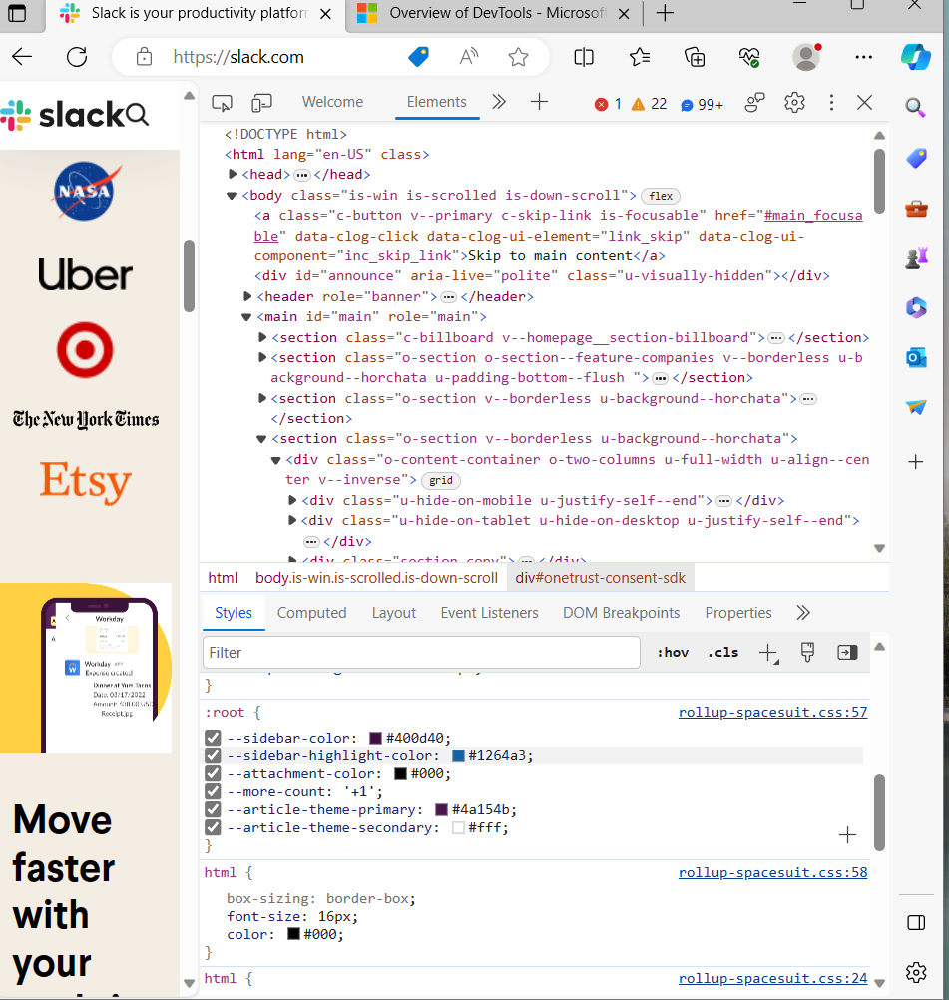 Slack is your productivity platform
Overview of DevTools - Microsoft
https://slack.com
slack
NASA
Uber
The New York Times
Etsy
Workday
Workday APP
Expense created!
Dinner at Yum Tacos
Date: 03/17/2022
Amount: $08.00 USD
Receipt.jpg
Move
faster
with
your
Welcome
Elements
1
22
99+
<!DOCTYPE html>
<html lang="en-US" class>
<head> ••• </head>
<body class="is-win is-scrolled is-down-scroll"> flex
<a class="c-button v--primary c-skip-link is-focusable" href="#main_focusa
ble" data-clog-click data-clog-ui-element="link_skip" data-clog-ui-
component="inc_skip_link">Skip to main content</a>
<div id="announce" aria-live="polite" class="u-visually-hidden"></div>
<header role="banner"> ••• </header>
<main id="main" role="main">
<section class="c-billboard v--homepage__section-billboard"> ••• </section>
<section class="o-section o-section--feature-companies v--borderless u-b
ackground--horchata u-padding-bottom--flush "> ••• </section>
<section class="o-section v--borderless u-background--horchata"> •••
</section>
<section class="o-section v--borderless u-background--horchata">
<div class="o-content-container o-two-columns u-full-width u-align--cen
ter v--inverse"> grid
<div class="u-hide-on-mobile u-justify-self--end"> ••• </div>
<div class="u-hide-on-tablet u-hide-on-desktop u-justify-self--end">
••• </div>
<div class="section-copy"> ••• </div>
html
body.is-win.is-scrolled.is-down-scroll
div#onetrust-consent-sdk
Styles
Computed
Layout
Event Listeners
DOM Breakpoints
Properties
Filter
:hov
.cls
}
:root {
rollup-spacesuit.css:57
--sidebar-color: #400d40;
--sidebar-highlight-color: #1264a3;
--attachment-color: #000;
--more-count: '+1';
--article-theme-primary: #4a154b;
--article-theme-secondary: #fff;
}
html {
rollup-spacesuit.css:58
box-sizing: border-box;
font-size: 16px;
color: #000;
}
html {
rollup-spacesuit.css:24